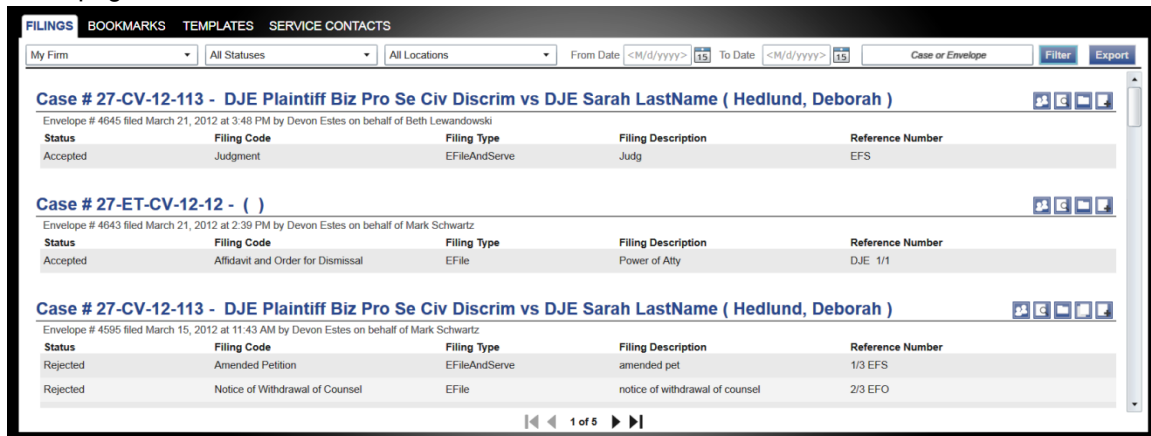 FILINGS BOOKMARKS TEMPLATES SERVICE CONTACTS
My Firm All Statuses All Locations From Date <M/d/yyyy> 15 To Date <M/d/yyyy> 15 Case or Envelope Filter Export
Case # 27-CV-12-113 - DJE Plaintiff Biz Pro Se Civ Discrim vs DJE Sarah LastName ( Hedlund, Deborah )
Envelope # 4645 filed March 21, 2012 at 3:48 PM by Devon Estes on behalf of Beth Lewandowski
Status Filing Code Filing Type Filing Description Reference Number
Accepted Judgment EFileAndServe Judg EFS
Case # 27-ET-CV-12-12 - ( )
Envelope # 4643 filed March 21, 2012 at 2:39 PM by Devon Estes on behalf of Mark Schwartz
Status Filing Code Filing Type Filing Description Reference Number
Accepted Affidavit and Order for Dismissal EFile Power of Atty DJE 1/1
Case # 27-CV-12-113 - DJE Plaintiff Biz Pro Se Civ Discrim vs DJE Sarah LastName ( Hedlund, Deborah )
Envelope # 4595 filed March 15, 2012 at 11:43 AM by Devon Estes on behalf of Mark Schwartz
Status Filing Code Filing Type Filing Description Reference Number
Rejected Amended Petition EFileAndServe amended pet 1/3 EFS
Rejected Notice of Withdrawal of Counsel EFile notice of withdrawal of counsel 2/3 EFO
1 of 5